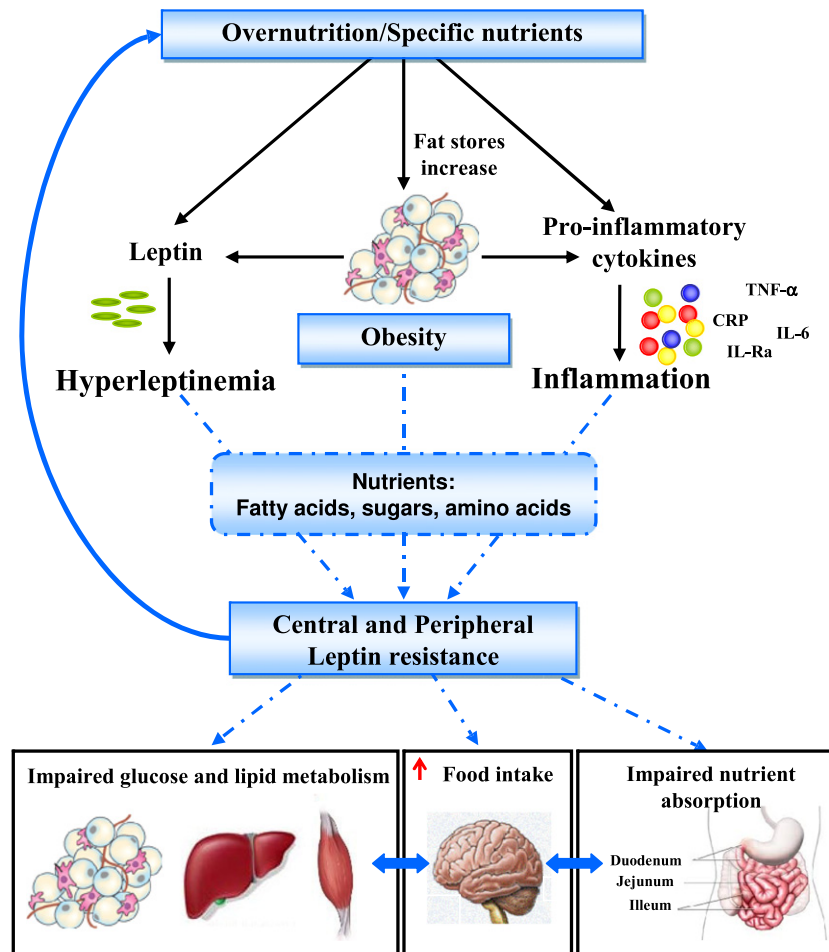 Overnutrition/Specific nutrients
Fat stores
increase
Leptin
Pro-inflammatory
cytokines
TNF-α
CRP
IL-6
IL-Ra
Obesity
Hyperleptinemia
Inflammation
Nutrients:
Fatty acids, sugars, amino acids
Central and Peripheral
Leptin resistance
Impaired glucose and lipid metabolism
Food intake
Impaired nutrient
absorption
Duodenum
Jejunum
Illeum